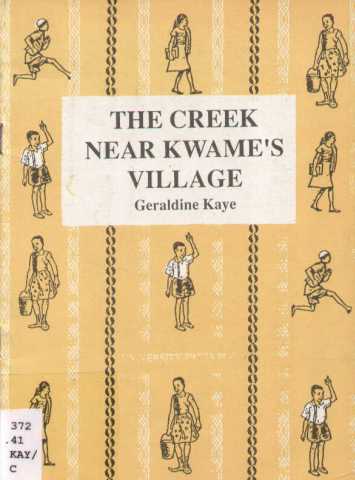 THE CREEK
NEAR KWAME'S
VILLAGE
Geraldine Kaye
372
.41
KAY/
C